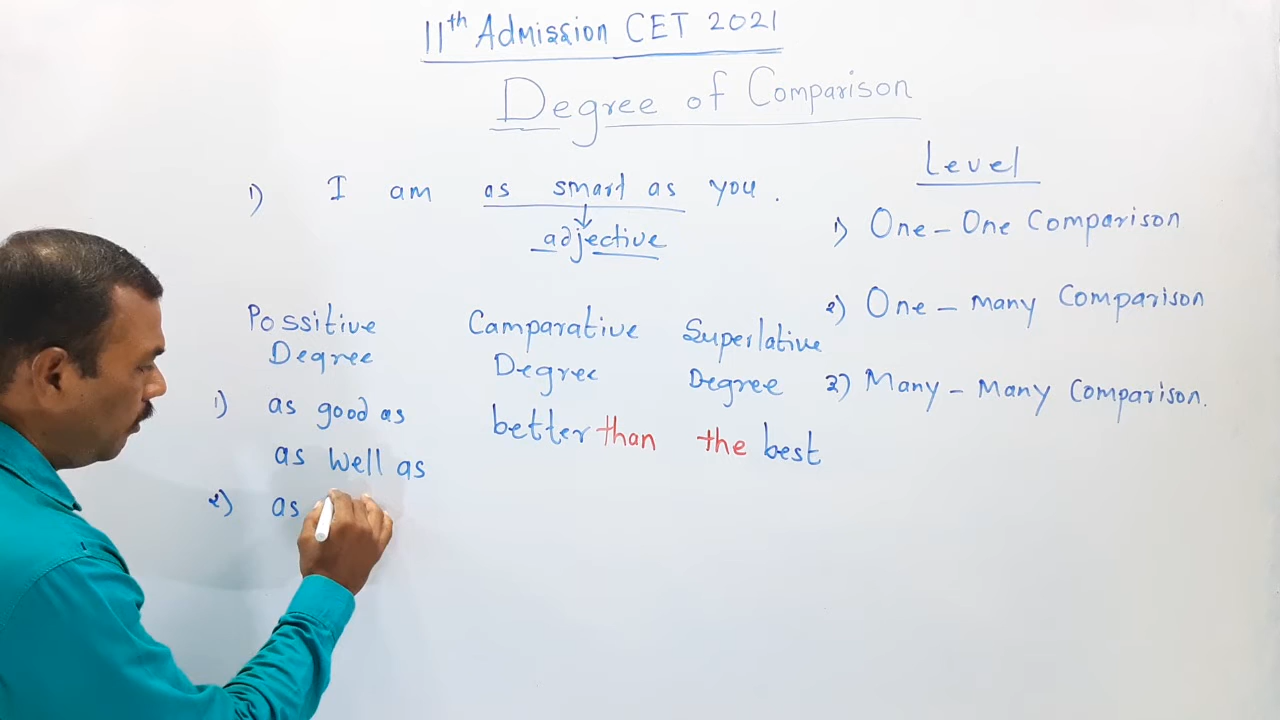 11th Admission CET 2021
Degree of Comparison
1) I am as smart as you.
adjective
Level
1) One-One Comparison
2) One-Many Comparison
3) Many-Many Comparison.
Possitive Degree
Camparative Degree
Superlative Degree
1) as good as better than the best
as well as
2) as